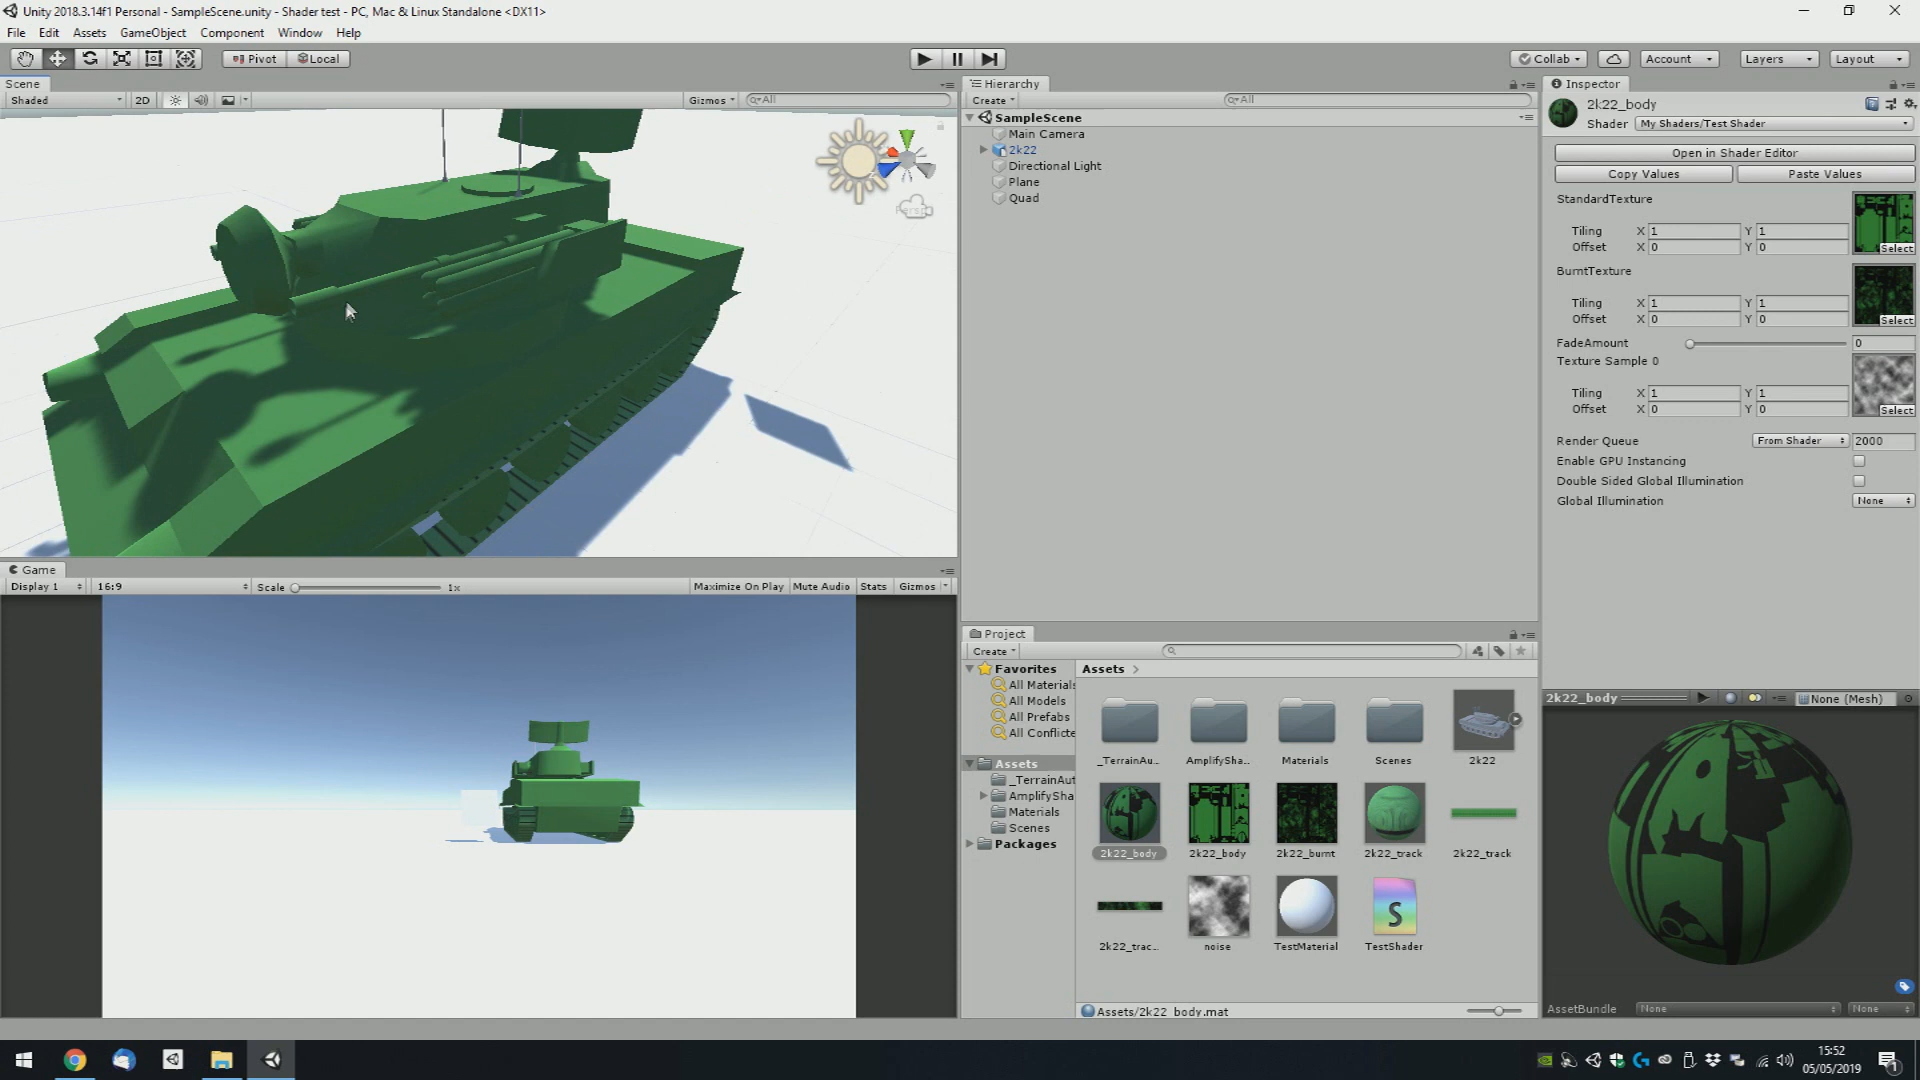 Unity 2018.3.14f1 Personal - SampleScene.unity - Shader test - PC, Mac & Linux Standalone <DX11>
File Edit Assets GameObject Component Window Help
Pivot Local
Collab Account Layers Layout
Scene
Shaded 2D Gizmos All
Persp
Game
Display 1 16:9 Scale 1x Maximize On Play Mute Audio Stats Gizmos
Hierarchy
Create All
SampleScene
Main Camera
2k22
Directional Light
Plane
Quad
Project
Create
Favorites
All Materials
All Models
All Prefabs
All Conflicte
Assets
_TerrainAut
AmplifySha
Materials
Scenes
Packages
Assets
_TerrainAu... AmplifySha... Materials Scenes 2k22
2k22_body 2k22_body 2k22_burnt 2k22_track 2k22_track
2k22_trac... noise TestMaterial TestShader
S
Assets/2k22_body.mat
Inspector
2k22_body
Shader My Shaders/Test Shader
Open in Shader Editor
Copy Values Paste Values
StandardTexture
Tiling X 1 Y 1
Offset X 0 Y 0
Select
BurntTexture
Tiling X 1 Y 1
Offset X 0 Y 0
Select
FadeAmount 0
Texture Sample 0
Tiling X 1 Y 1
Offset X 0 Y 0
Select
Render Queue From Shader 2000
Enable GPU Instancing
Double Sided Global Illumination
Global Illumination None
2k22_body None (Mesh)
AssetBundle None None
15:52
05/05/2019
1